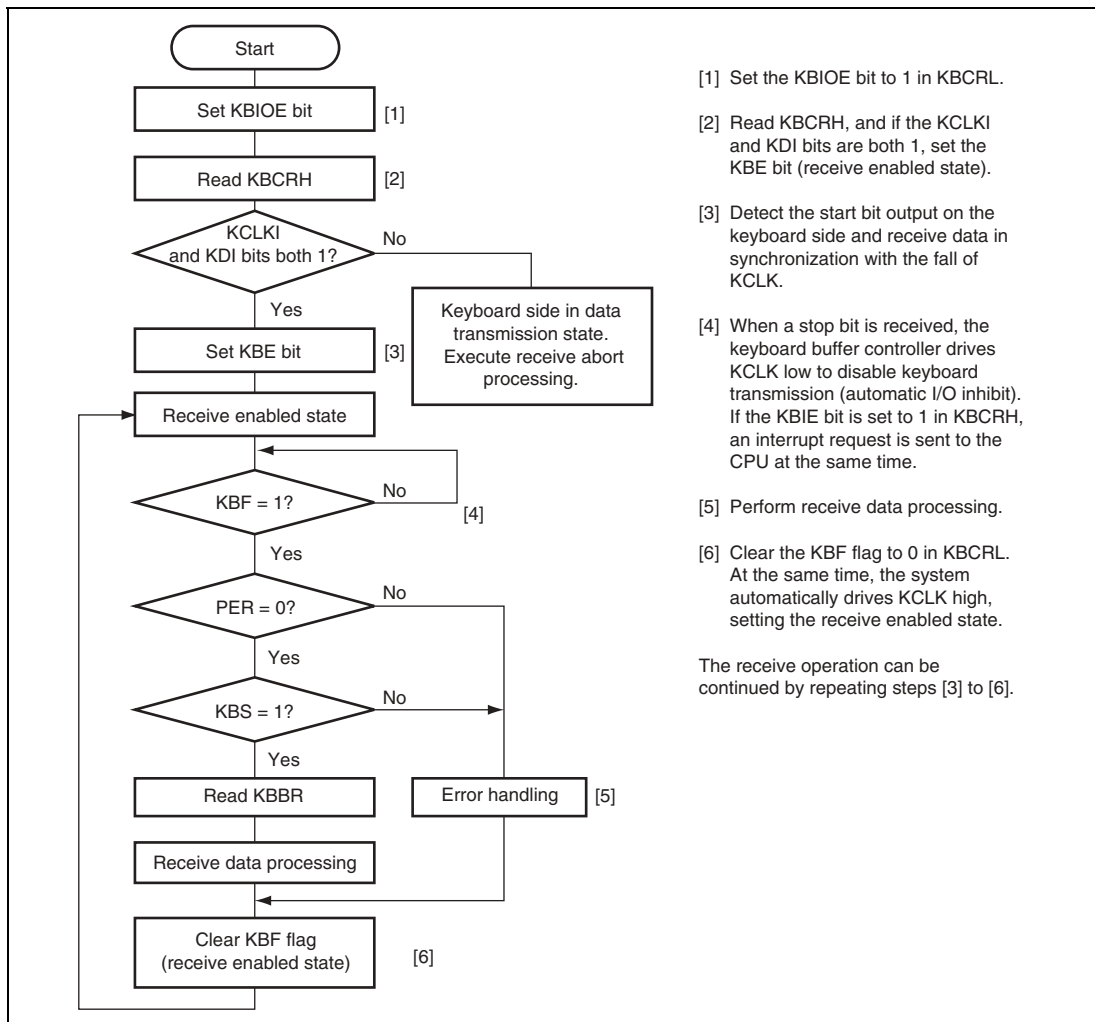 Start
Set KBIOE bit
[1]
Read KBCRH
[2]
KCLKI
and KDI bits both 1?
No
Yes
Keyboard side in data
transmission state.
Execute receive abort
processing.
Set KBE bit
[3]
Receive enabled state
KBF = 1?
No
[4]
Yes
PER = 0?
No
Yes
KBS = 1?
No
Yes
Read KBBR
Error handling
[5]
Receive data processing
Clear KBF flag
(receive enabled state)
[6]
[1] Set the KBIOE bit to 1 in KBCRL.
[2] Read KBCRH, and if the KCLKI
and KDI bits are both 1, set the
KBE bit (receive enabled state).
[3] Detect the start bit output on the
keyboard side and receive data in
synchronization with the fall of
KCLK.
[4] When a stop bit is received, the
keyboard buffer controller drives
KCLK low to disable keyboard
transmission (automatic I/O inhibit).
If the KBIE bit is set to 1 in KBCRH,
an interrupt request is sent to the
CPU at the same time.
[5] Perform receive data processing.
[6] Clear the KBF flag to 0 in KBCRL.
At the same time, the system
automatically drives KCLK high,
setting the receive enabled state.
The receive operation can be
continued by repeating steps [3] to [6].